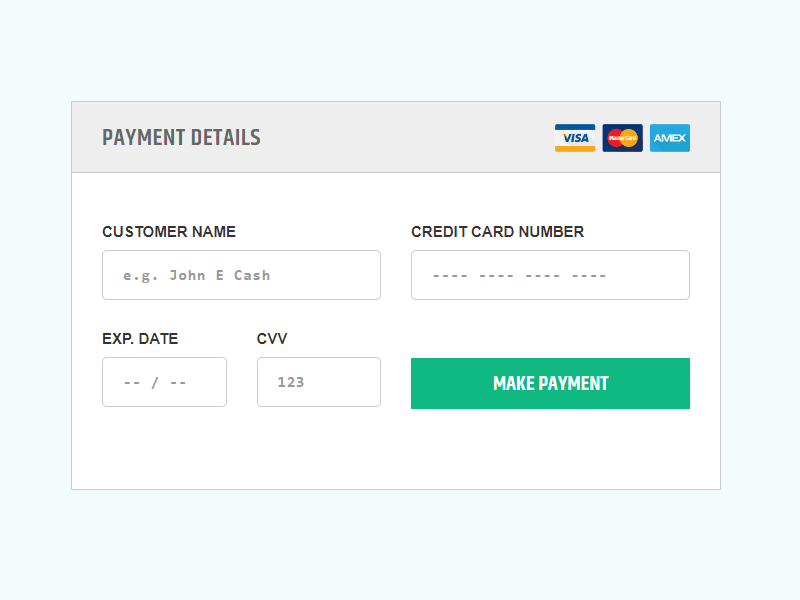 PAYMENT DETAILS
VISA MasterCard AMEX
CUSTOMER NAME
CREDIT CARD NUMBER
e.g. John E Cash
---- ---- ---- ----
EXP. DATE
CVV
-- / --
123
MAKE PAYMENT